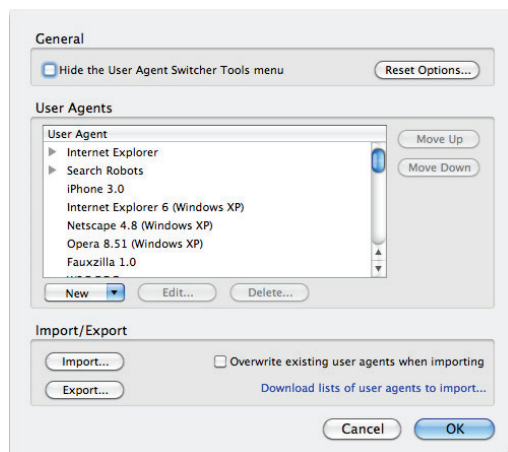 General
Hide the User Agent Switcher Tools menu
Reset Options...
User Agents
User Agent
Move Up
Internet Explorer
Search Robots
Move Down
iPhone 3.0
Internet Explorer 6 (Windows XP)
Netscape 4.8 (Windows XP)
Opera 8.51 (Windows XP)
Fauxzilla 1.0
New
Edit...
Delete...
Import/Export
Import...
Overwrite existing user agents when importing
Export...
Download lists of user agents to import...
Cancel
OK